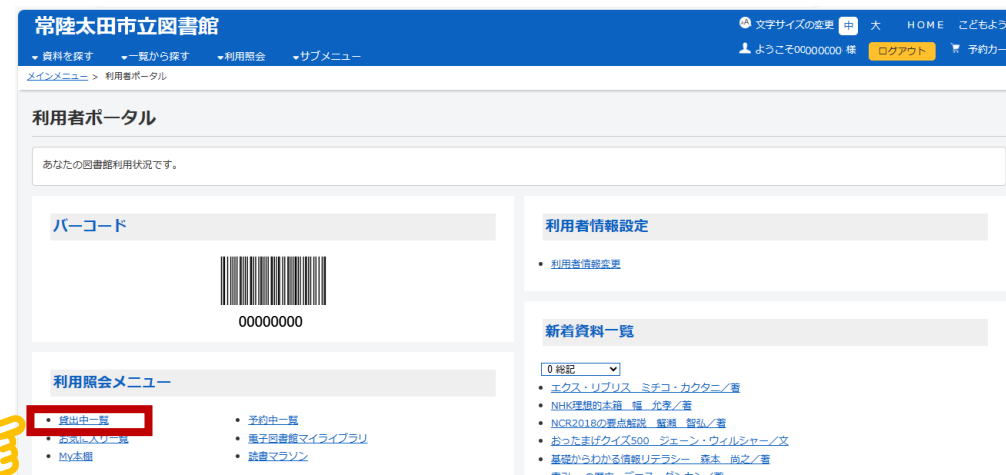 常陸太田市立図書館
文字サイズの変更 中 大 HOME こどもよう
資料を探す 一覧から探す 利用照会 サブメニュー
ようこそ00000000 様 ログアウト 予約カー
メインメニュー > 利用者ポータル
利用者ポータル
あなたの図書館利用状況です。
バーコード
00000000
利用照会メニュー
貸出中一覧
お気に入り一覧
My本棚
予約中一覧
電子図書館マイライブラリ
読書マラソン
利用者情報設定
利用者情報変更
新着資料一覧
0 総記
エクス・リブリス ミチコ・カクタニ／著
NHK理想的本箱 幅 允孝／著
NCR2018の要点解説 蟹瀬 智弘／著
おったまげクイズ500 ジェーン・ウィルシャー／文
基礎からわかる情報リテラシー 森本 尚之／著